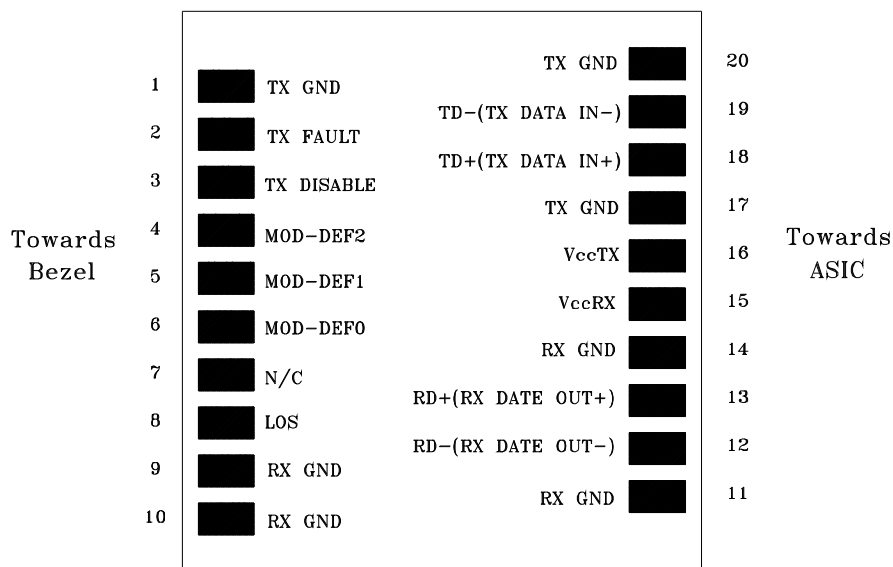 Towards
Bezel
1 TX GND
2 TX FAULT
3 TX DISABLE
4 MOD-DEF2
5 MOD-DEF1
6 MOD-DEF0
7 N/C
8 LOS
9 RX GND
10 RX GND
TX GND 20
TD-(TX DATA IN-) 19
TD+(TX DATA IN+) 18
TX GND 17
VccTX 16
VccRX 15
RX GND 14
RD+(RX DATE OUT+) 13
RD-(RX DATE OUT-) 12
RX GND 11
Towards
ASIC